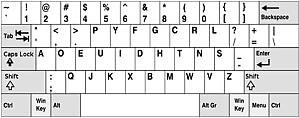 ~ ! @ # $ % ^ & * ( ) { } Backspace
` 1 2 3 4 5 6 7 8 9 0 [ ]
Tab " < > P Y F G C R L ? + |
' , . / = \
Caps Lock A O E U I D H T N S _ Enter
-
Shift : Q J K X B M W V Z Shift
;
Ctrl Win Key Alt Alt Gr Win Key Menu Ctrl